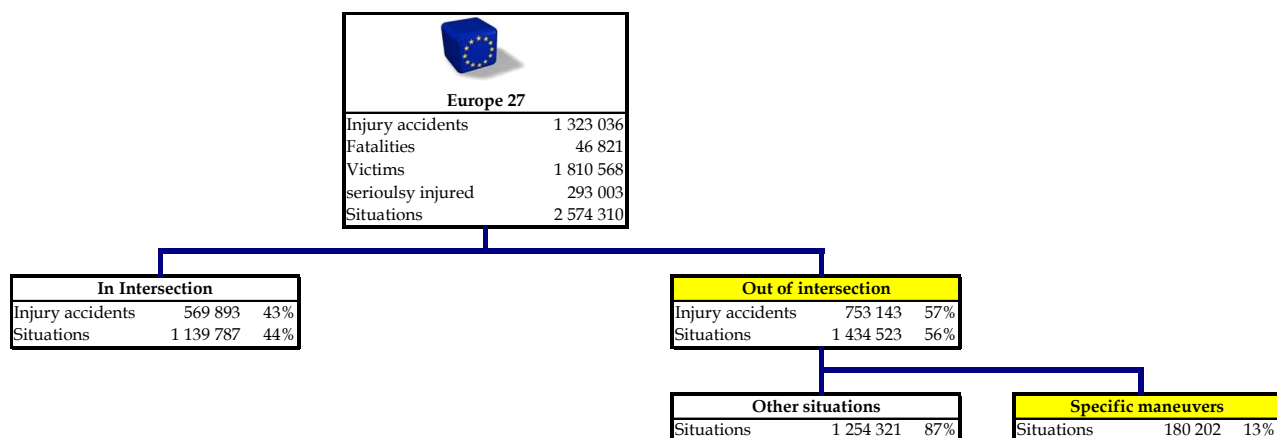 Europe 27
Injury accidents 1 323 036
Fatalities 46 821
Victims 1 810 568
serioulsy injured 293 003
Situations 2 574 310
In Intersection
Injury accidents 569 893 43%
Situations 1 139 787 44%
Out of intersection
Injury accidents 753 143 57%
Situations 1 434 523 56%
Other situations
Situations 1 254 321 87%
Specific maneuvers
Situations 180 202 13%